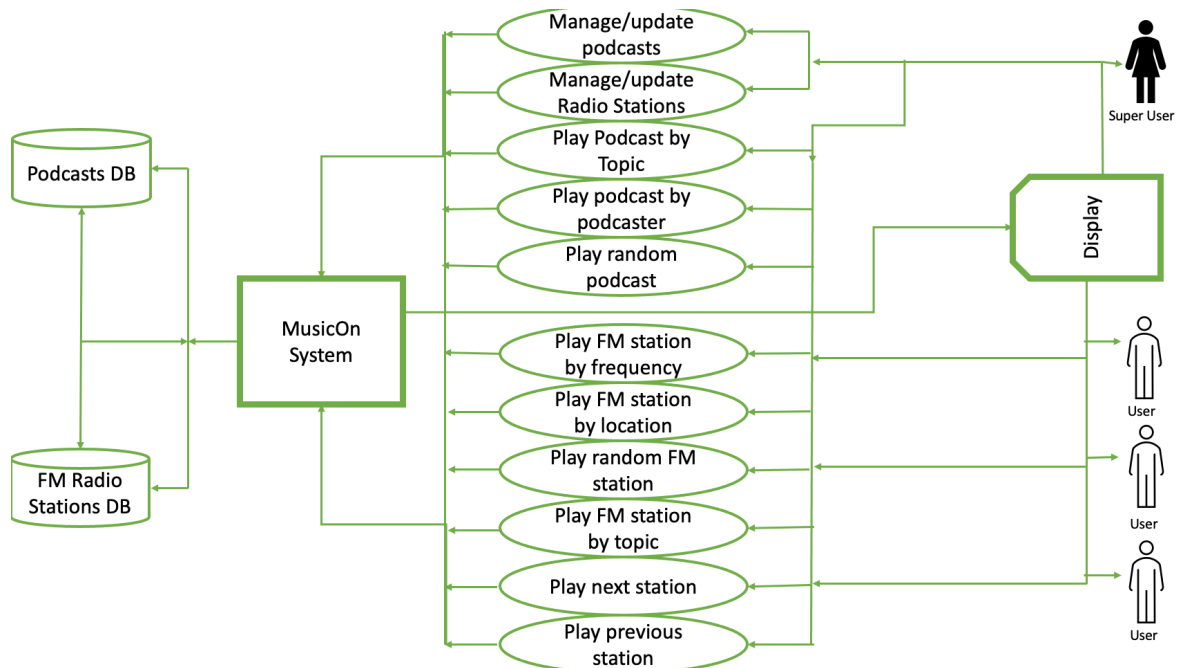 Manage/update
podcasts
Manage/update
Radio Stations
Play Podcast by
Topic
Play podcast by
podcaster
Play random
podcast
Play FM station
by frequency
Play FM station
by location
Play random FM
station
Play FM station
by topic
Play next station
Play previous
station
Podcasts DB
FM Radio
Stations DB
MusicOn
System
Display
Super User
User
User
User